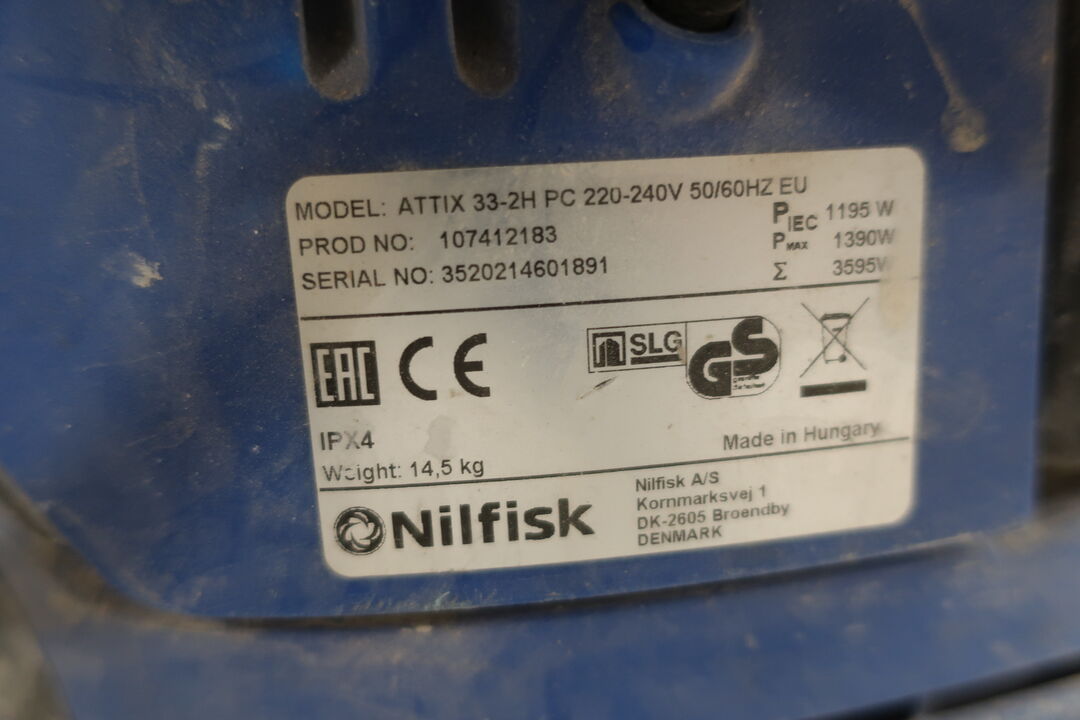 MODEL: ATTIX 33-2H PC 220-240V 50/60HZ EU
PROD NO: 107412183
SERIAL NO: 3520214601891
PIEC 1195 W
PMAX 1390W
Σ 3595W
EAC CE
SLG GS
IPX4
Weight: 14,5 kg
Made in Hungary
Nilfisk
Nilfisk A/S
Kornmarksvej 1
DK-2605 Broendby
DENMARK